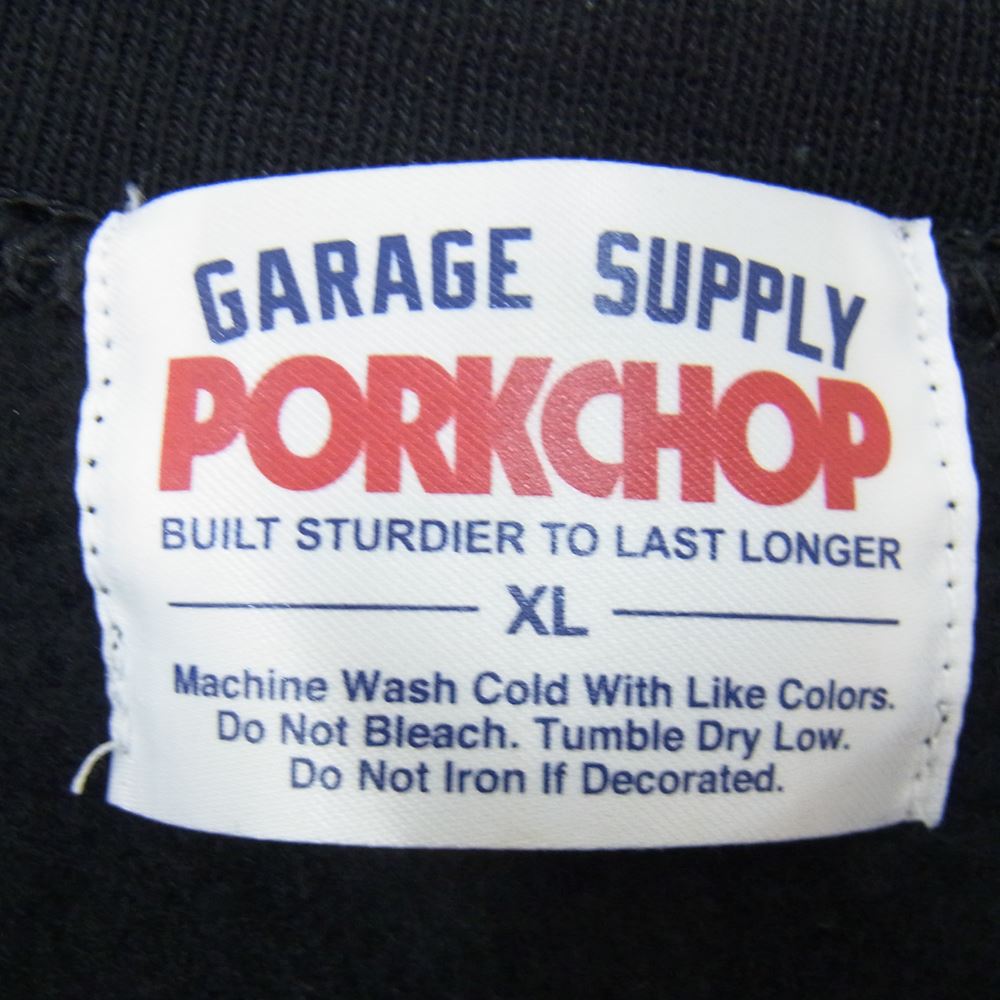 GARAGE SUPPLY
PORKCHOP
BUILT STURDIER TO LAST LONGER
XL
Machine Wash Cold With Like Colors.
Do Not Bleach. Tumble Dry Low.
Do Not Iron If Decorated.